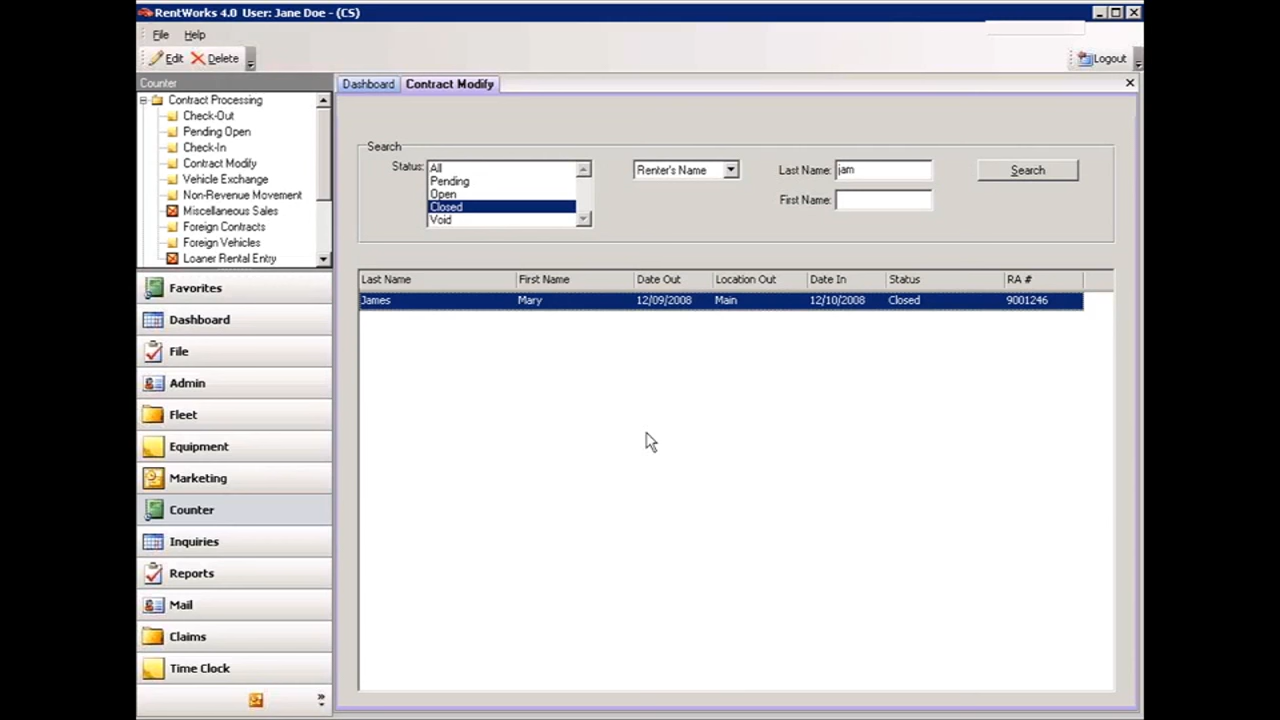 RentWorks 4.0 User: Jane Doe - (CS)
File Help
Edit Delete Logout
Counter
Contract Processing
Check-Out
Pending Open
Check-In
Contract Modify
Vehicle Exchange
Non-Revenue Movement
Miscellaneous Sales
Foreign Contracts
Foreign Vehicles
Loaner Rental Entry
Favorites
Dashboard
File
Admin
Fleet
Equipment
Marketing
Counter
Inquiries
Reports
Mail
Claims
Time Clock
Dashboard Contract Modify
Search
Status: All
Pending
Open
Closed
Void
Renter's Name
Last Name: jam
First Name:
Search
Last Name First Name Date Out Location Out Date In Status RA #
James Mary 12/09/2008 Main 12/10/2008 Closed 9001246